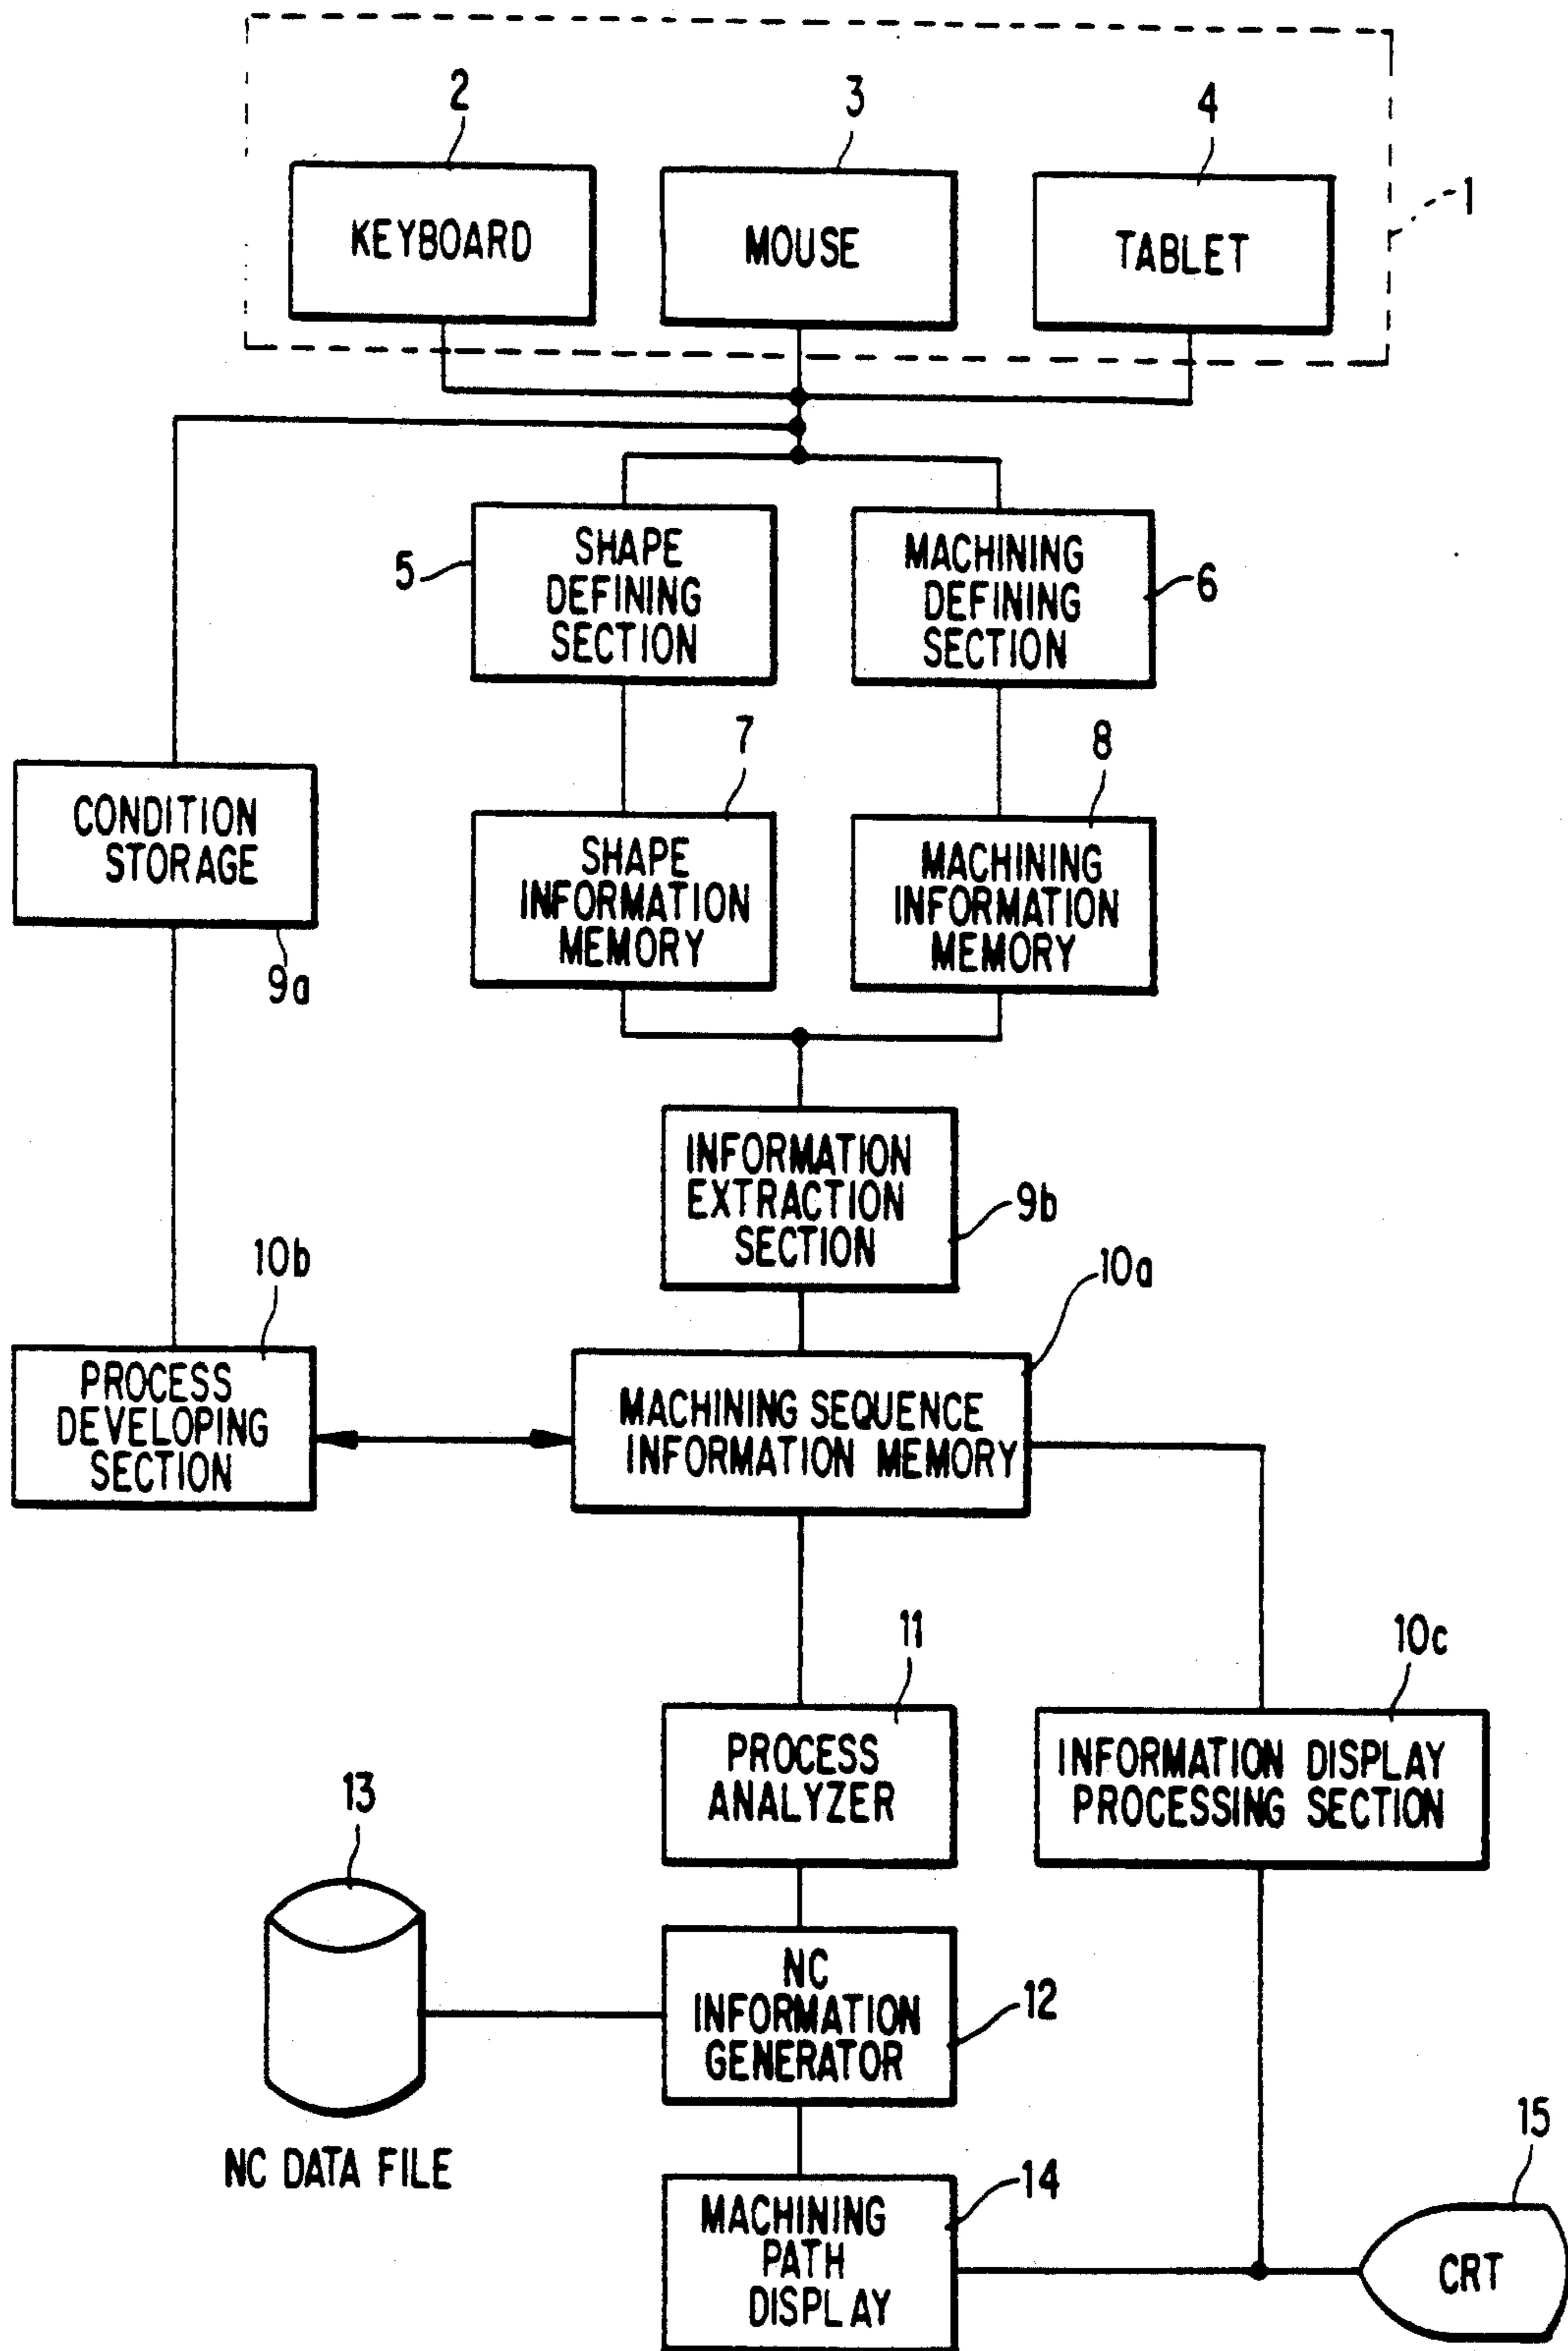 2
3
4
1
KEYBOARD
MOUSE
TABLET
5
SHAPE
DEFINING
SECTION
MACHINING
DEFINING
SECTION
6
7
8
CONDITION
STORAGE
9a
SHAPE
INFORMATION
MEMORY
MACHINING
INFORMATION
MEMORY
INFORMATION
EXTRACTION
SECTION
9b
10b
10a
PROCESS
DEVELOPING
SECTION
MACHINING SEQUENCE
INFORMATION MEMORY
11
10c
PROCESS
ANALYZER
INFORMATION DISPLAY
PROCESSING SECTION
13
NC
INFORMATION
GENERATOR
12
NC DATA FILE
14
15
MACHINING
PATH
DISPLAY
CRT